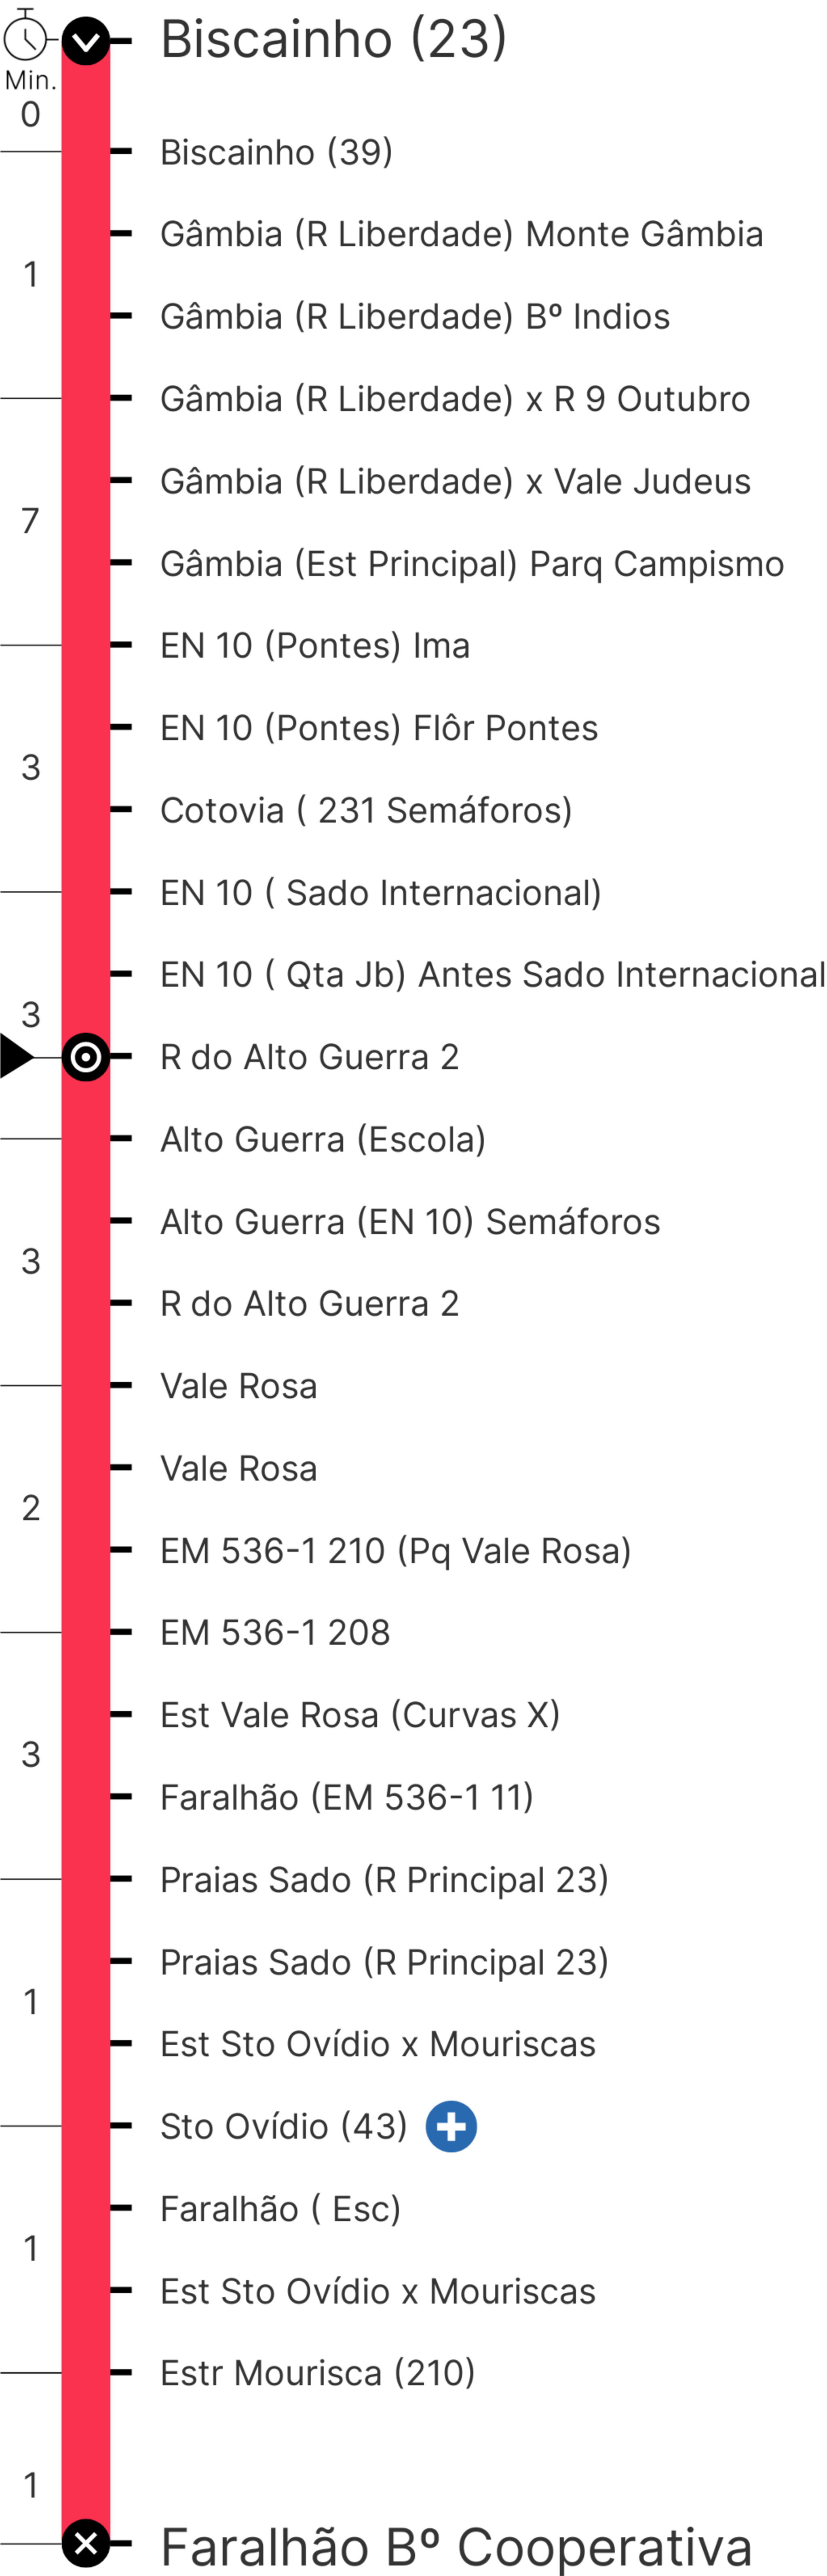 Biscainho (23)
Min.
0
Biscainho (39)
Gâmbia (R Liberdade) Monte Gâmbia
1
Gâmbia (R Liberdade) Bº Indios
Gâmbia (R Liberdade) x R 9 Outubro
Gâmbia (R Liberdade) x Vale Judeus
7
Gâmbia (Est Principal) Parq Campismo
EN 10 (Pontes) Ima
EN 10 (Pontes) Flôr Pontes
3
Cotovia ( 231 Semáforos)
EN 10 ( Sado Internacional)
EN 10 ( Qta Jb) Antes Sado Internacional
3
R do Alto Guerra 2
Alto Guerra (Escola)
Alto Guerra (EN 10) Semáforos
3
R do Alto Guerra 2
Vale Rosa
Vale Rosa
2
EM 536-1 210 (Pq Vale Rosa)
EM 536-1 208
Est Vale Rosa (Curvas X)
3
Faralhão (EM 536-1 11)
Praias Sado (R Principal 23)
Praias Sado (R Principal 23)
1
Est Sto Ovídio x Mouriscas
Sto Ovídio (43)
Faralhão ( Esc)
1
Est Sto Ovídio x Mouriscas
Estr Mourisca (210)
1
Faralhão Bº Cooperativa